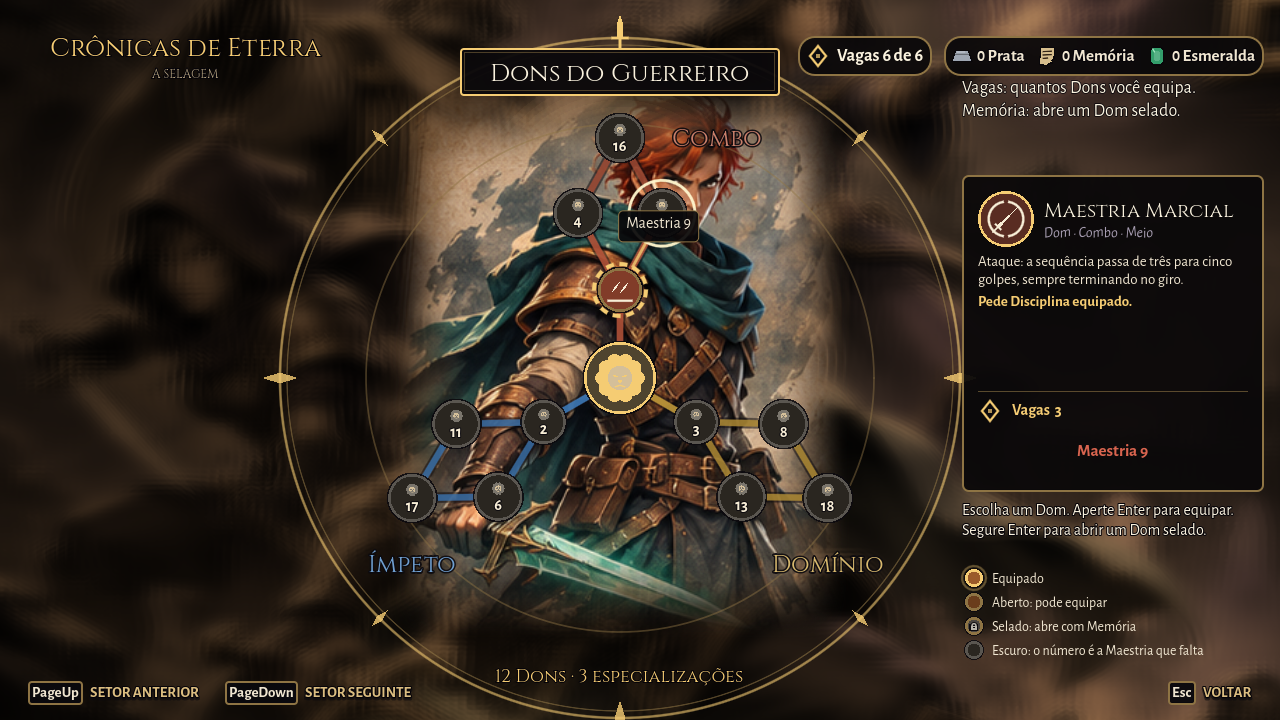 Crônicas de Eterra
A Selagem
Dons do Guerreiro
Vagas 6 de 6
0 Prata
0 Memória
0 Esmeralda
Vagas: quantos Dons você equipa.
Memória: abre um Dom selado.
Combo
16
4
Maestria 9
11
2
3
8
17
6
13
18
Ímpeto
Domínio
Maestria Marcial
Dom · Combo · Meio
Ataque: a sequência passa de três para cinco
golpes, sempre terminando no giro.
Pede Disciplina equipado.
Vagas 3
Maestria 9
Escolha um Dom. Aperte Enter para equipar.
Segure Enter para abrir um Dom selado.
Equipado
Aberto: pode equipar
Selado: abre com Memória
Escuro: o número é a Maestria que falta
12 Dons · 3 especializações
PageUp SETOR ANTERIOR
PageDown SETOR SEGUINTE
Esc VOLTAR